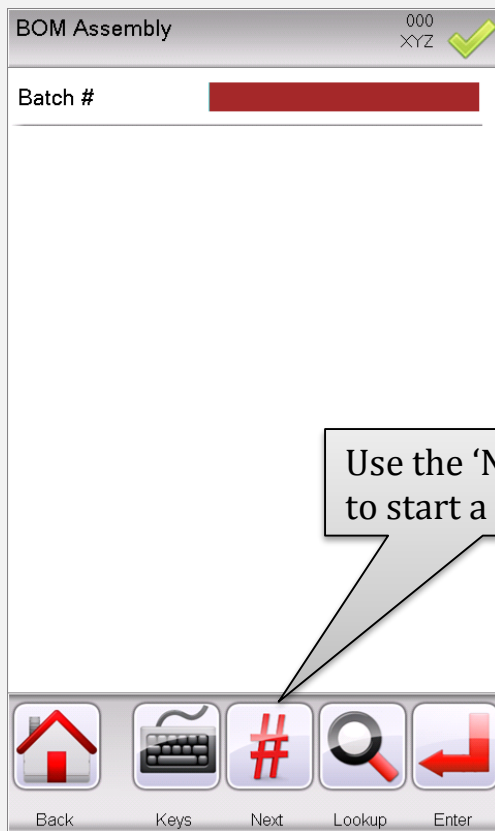 BOM Assembly
000
XYZ
Batch #
Use the ‘N
to start a
#
Back Keys Next Lookup Enter